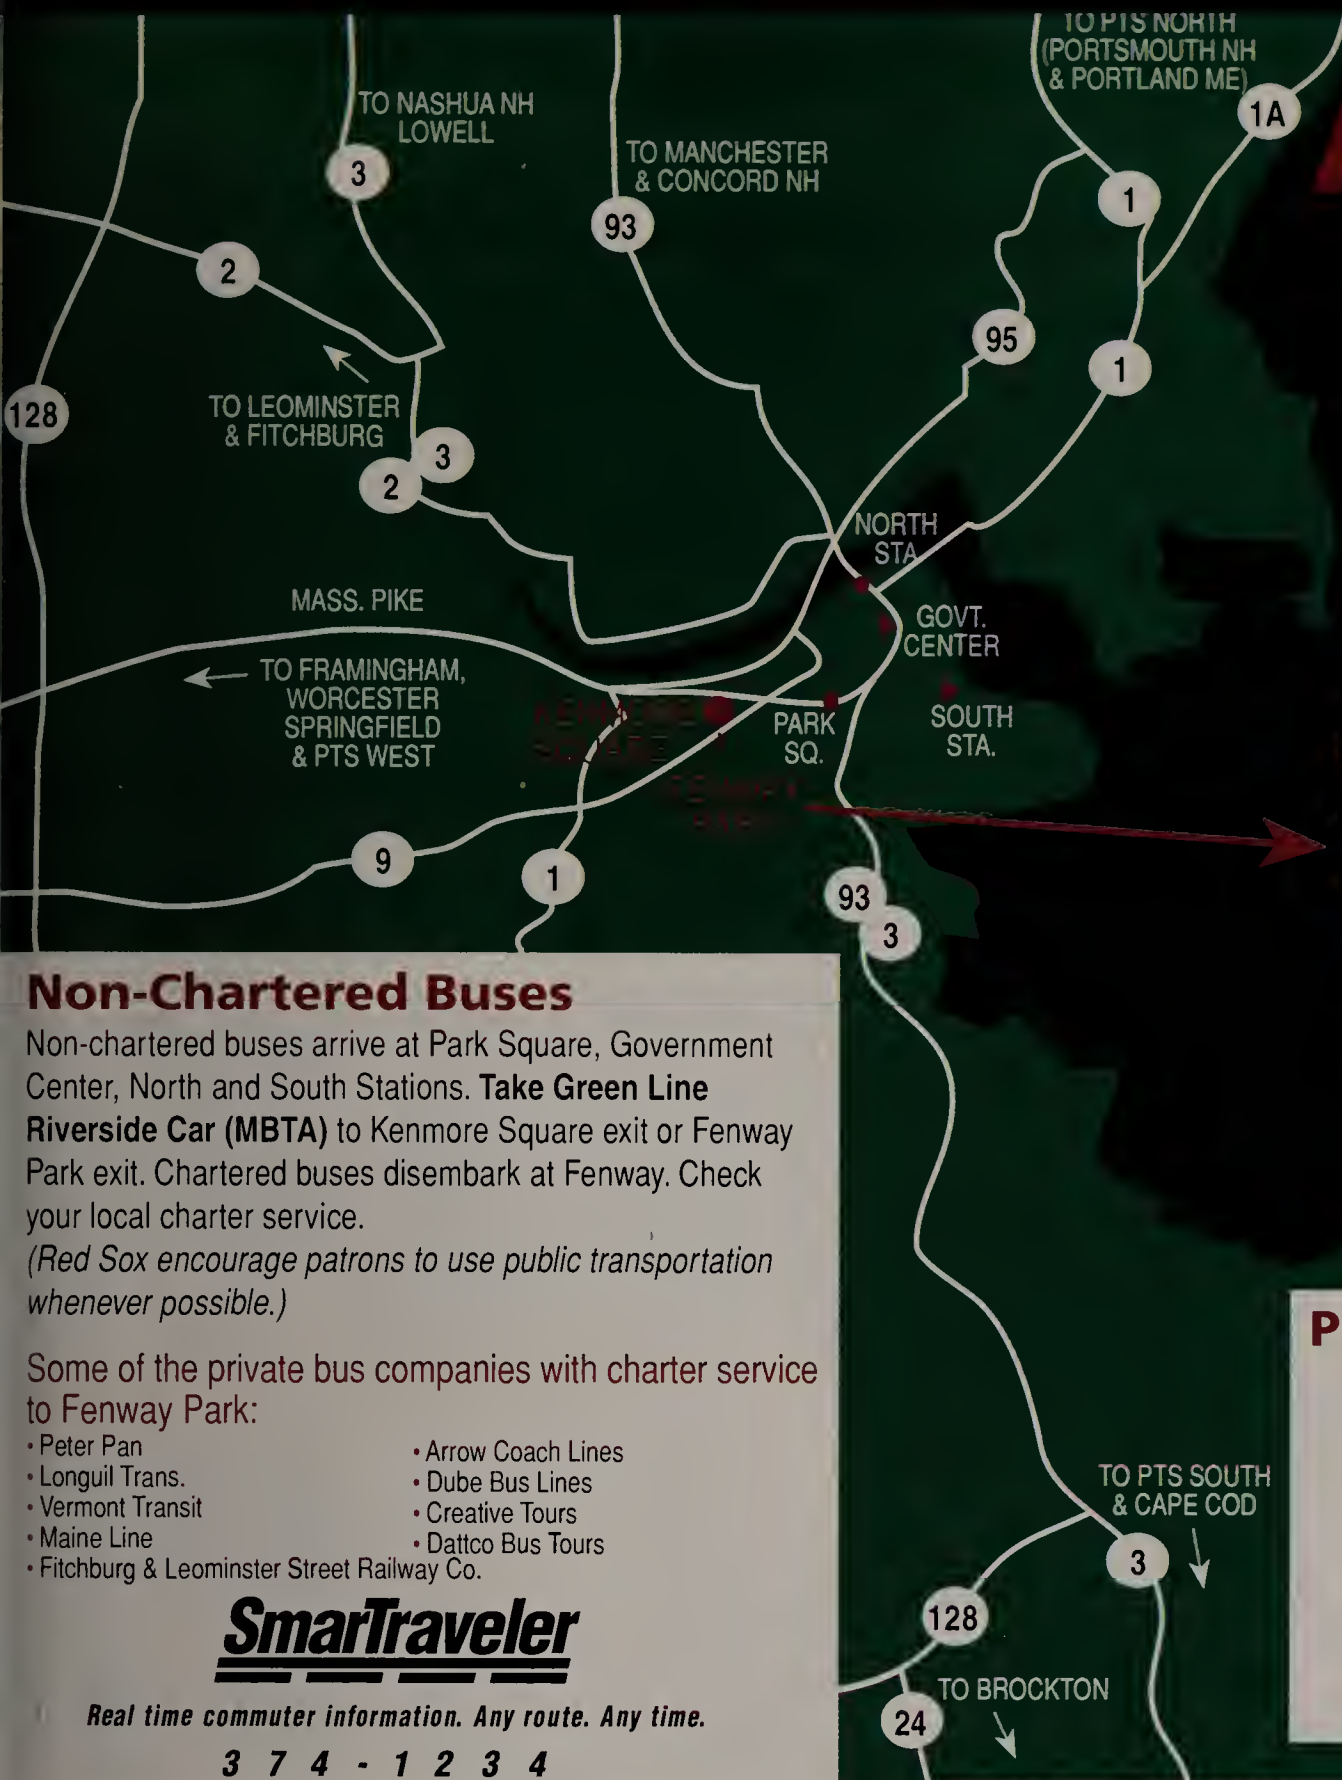 TO PTS NORTH
(PORTSMOUTH NH
& PORTLAND ME)
1A
TO NASHUA NH
LOWELL
3
TO MANCHESTER
& CONCORD NH
93
1
2
95
1
TO LEOMINSTER
& FITCHBURG
128
3
2
NORTH
STA
MASS. PIKE
GOVT.
CENTER
TO FRAMINGHAM,
WORCESTER
SPRINGFIELD
& PTS WEST
KENMORE
SQUARE
PARK
SQ.
SOUTH
STA.
FENWAY
PARK
9
1
93
3
Non-Chartered Buses
Non-chartered buses arrive at Park Square, Government
Center, North and South Stations. Take Green Line
Riverside Car (MBTA) to Kenmore Square exit or Fenway
Park exit. Chartered buses disembark at Fenway. Check
your local charter service.
(Red Sox encourage patrons to use public transportation
whenever possible.)
Some of the private bus companies with charter service
to Fenway Park:
• Peter Pan
• Longuil Trans.
• Vermont Transit
• Maine Line
• Fitchburg & Leominster Street Railway Co.
• Arrow Coach Lines
• Dube Bus Lines
• Creative Tours
• Dattco Bus Tours
SmarTraveler
Real time commuter information. Any route. Any time.
374-1234
P
TO PTS SOUTH
& CAPE COD
3
128
TO BROCKTON
24